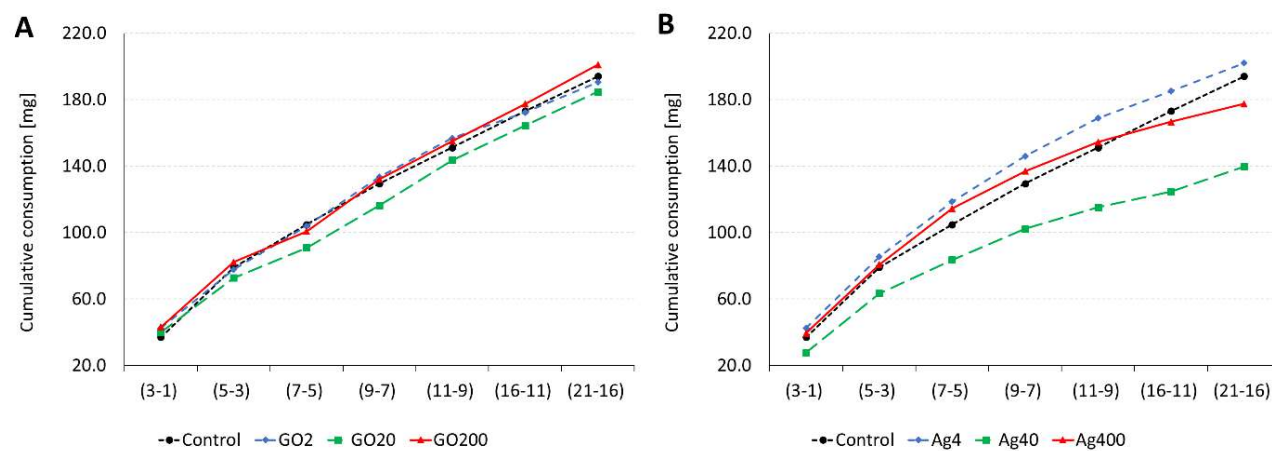 A
Cumulative consumption [mg]
220.0
180.0
140.0
100.0
60.0
20.0
(3-1) (5-3) (7-5) (9-7) (11-9) (16-11) (21-16)
Control GO2 GO20 GO200
B
Cumulative consumption [mg]
220.0
180.0
140.0
100.0
60.0
20.0
(3-1) (5-3) (7-5) (9-7) (11-9) (16-11) (21-16)
Control Ag4 Ag40 Ag400